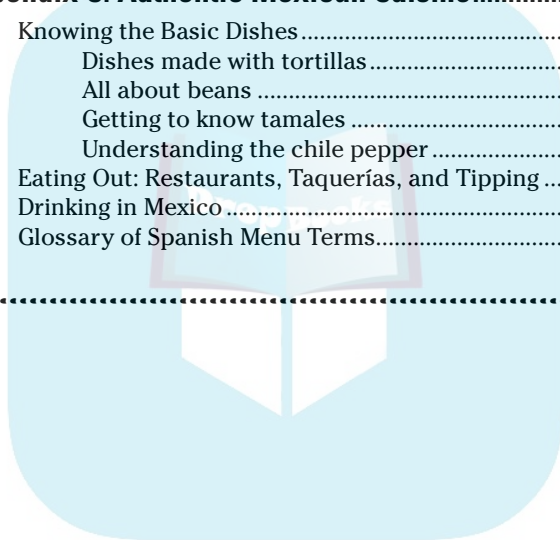 Knowing the Basic Dishes
Dishes made with tortillas
All about beans
Getting to know tamales
Understanding the chile pepper
Eating Out: Restaurants, Taquerías, and Tipping
Drinking in Mexico
Glossary of Spanish Menu Terms
DropBooks